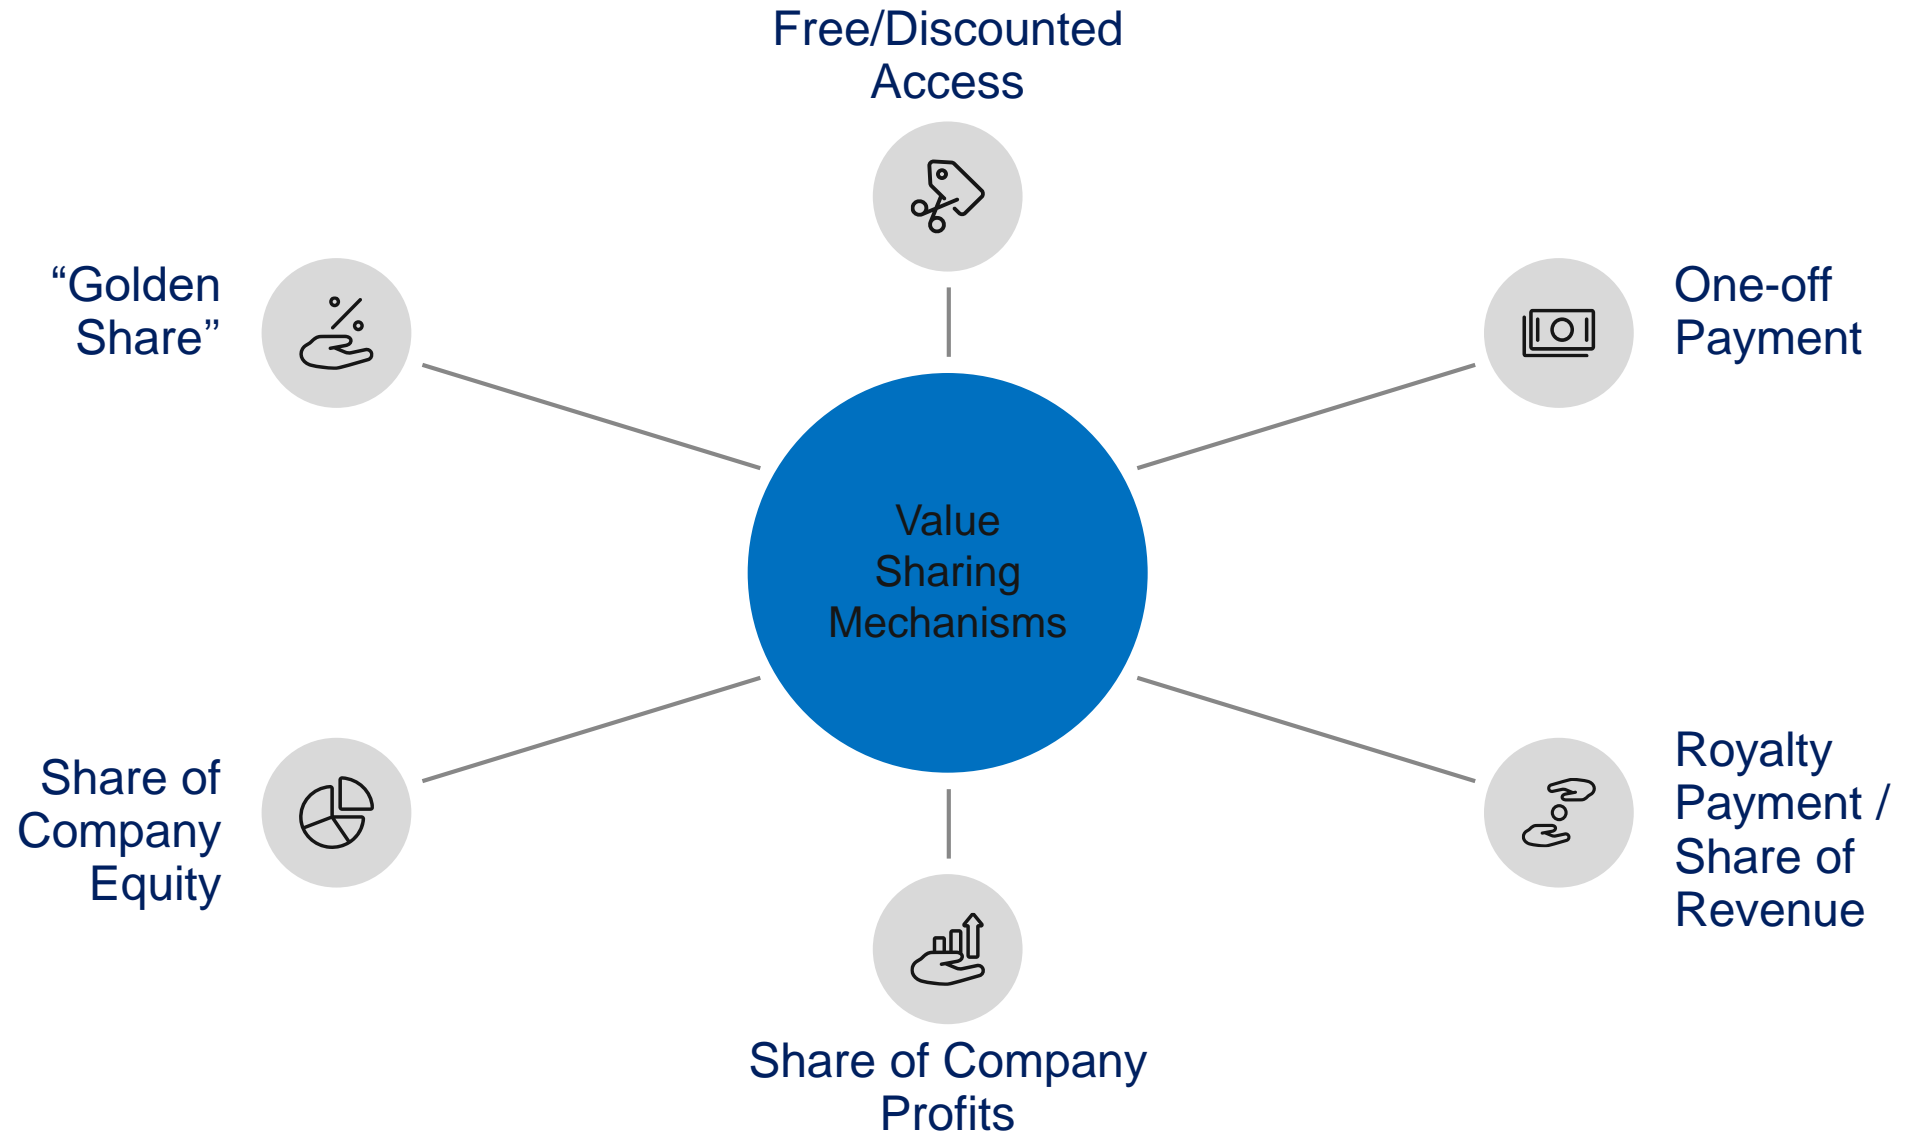 Free/Discounted
Access
“Golden
Share”
One-off
Payment
Value
Sharing
Mechanisms
Share of
Company
Equity
Royalty
Payment /
Share of
Revenue
Share of Company
Profits